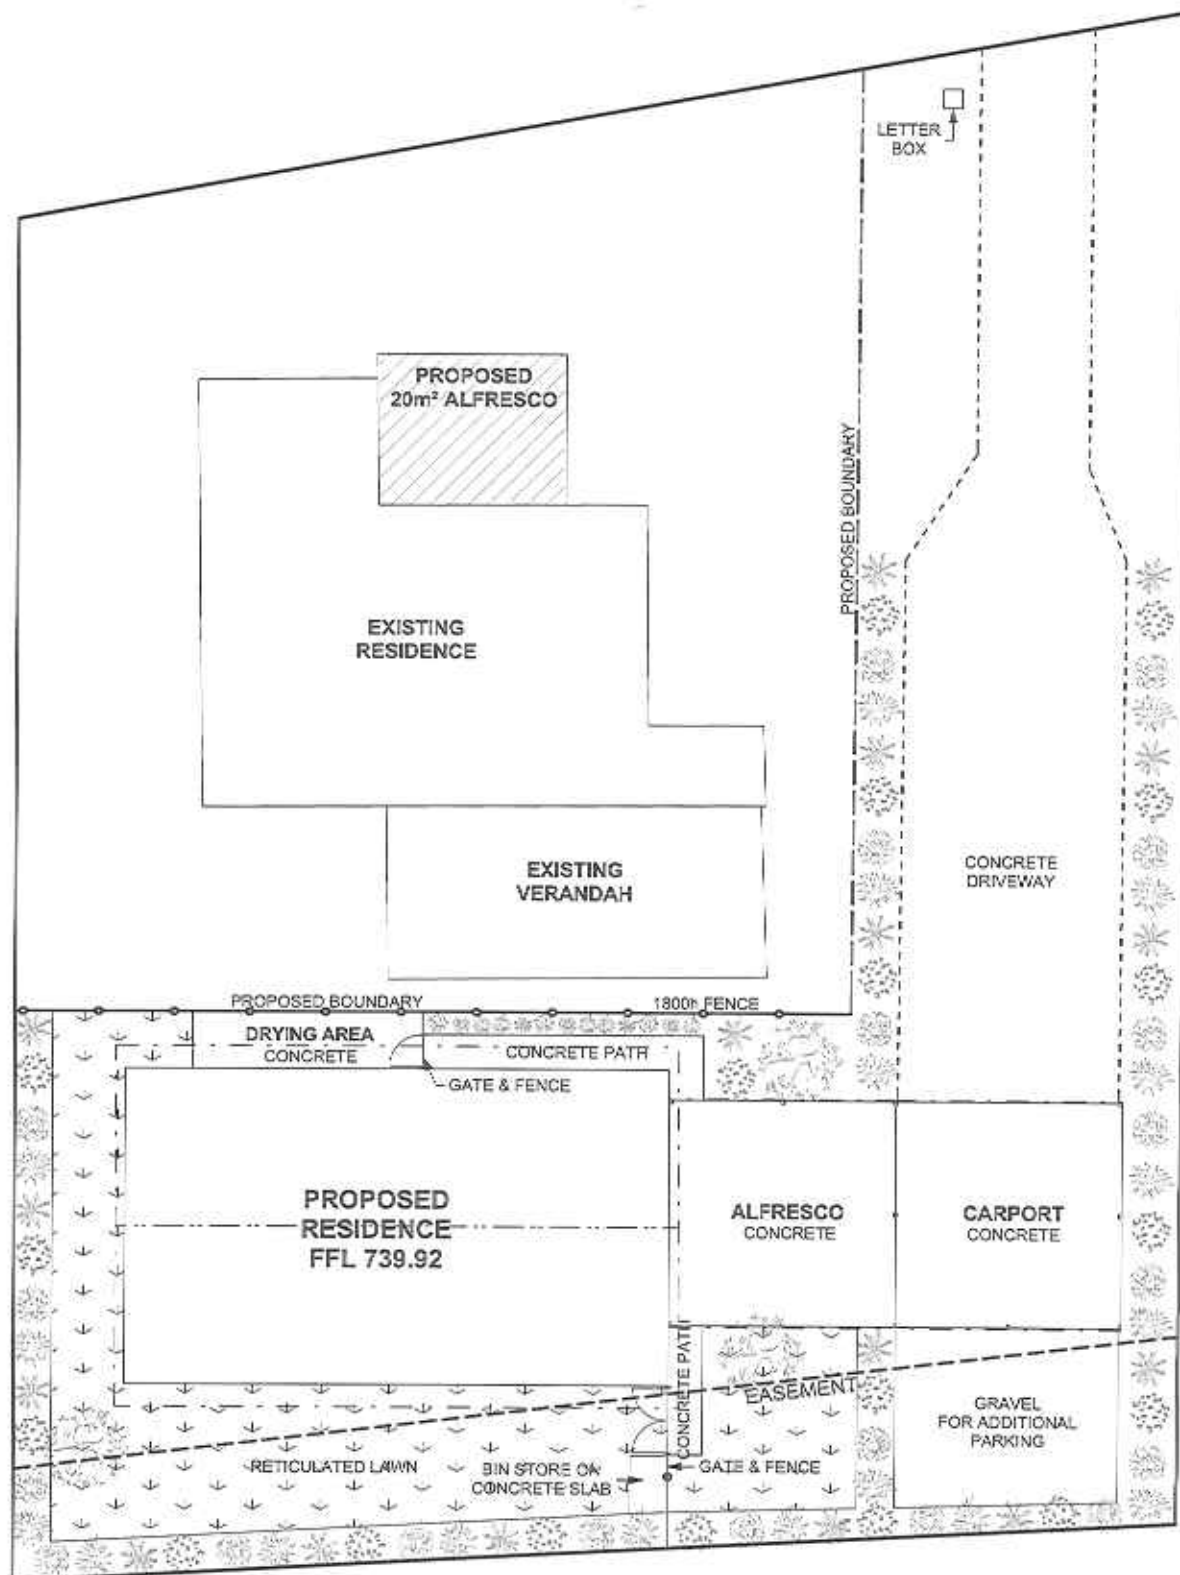 LETTER
BOX
PROPOSED
20m² ALFRESCO
PROPOSED BOUNDARY
EXISTING
RESIDENCE
EXISTING
VERANDAH
CONCRETE
DRIVEWAY
PROPOSED BOUNDARY
1800h FENCE
DRYING AREA
CONCRETE
CONCRETE PATH
GATE & FENCE
PROPOSED
RESIDENCE
FFL 739.92
ALFRESCO
CONCRETE
CARPORT
CONCRETE
CONCRETE PATH
EASEMENT
GRAVEL
FOR ADDITIONAL
PARKING
RETICULATED LAWN
BIN STORE ON
CONCRETE SLAB
GATE & FENCE